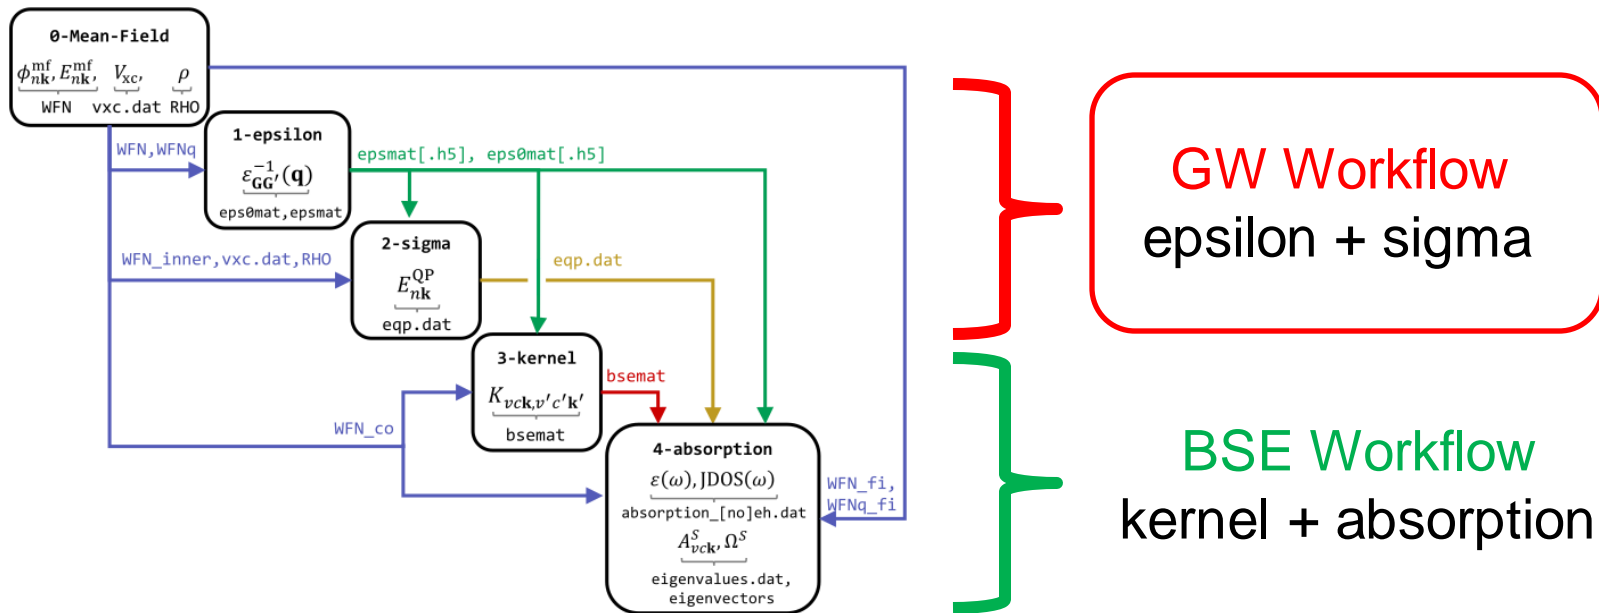 0-Mean-Field
ϕ^mf_nk, E^mf_nk, V_xc, ρ
WFN vxc.dat RHO
1-epsilon
ε^−1_GG′(q)
eps0mat,epsmat
WFN,WFNq
epsmat[.h5], eps0mat[.h5]
2-sigma
E^QP_nk
eqp.dat
WFN_inner,vxc.dat,RHO
eqp.dat
3-kernel
K_vck,v′c′k′
bsemat
bsemat
WFN_co
4-absorption
ε(ω), JDOS(ω)
absorption_[no]eh.dat
A^S_vck, Ω^S
eigenvalues.dat,
eigenvectors
WFN_fi,
WFNq_fi
GW Workflow
epsilon + sigma
BSE Workflow
kernel + absorption